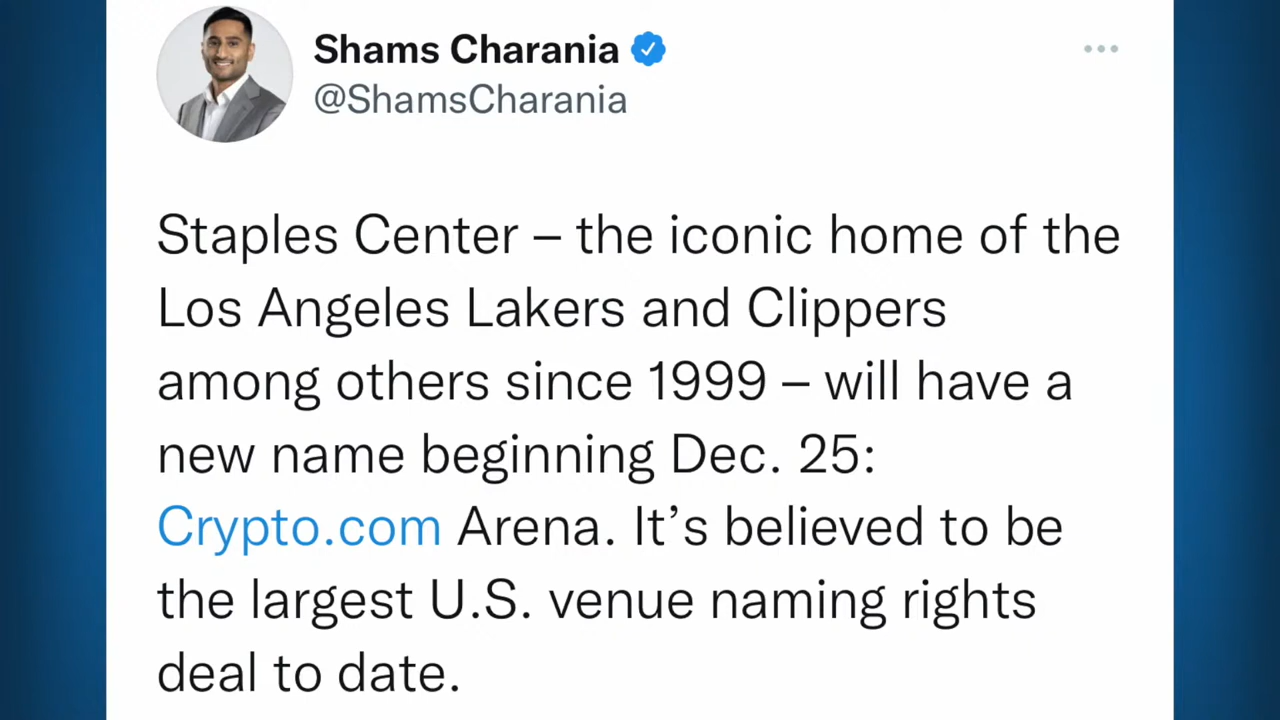 Shams Charania
@ShamsCharania
Staples Center – the iconic home of the
Los Angeles Lakers and Clippers
among others since 1999 – will have a
new name beginning Dec. 25:
Crypto.com Arena. It’s believed to be
the largest U.S. venue naming rights
deal to date.